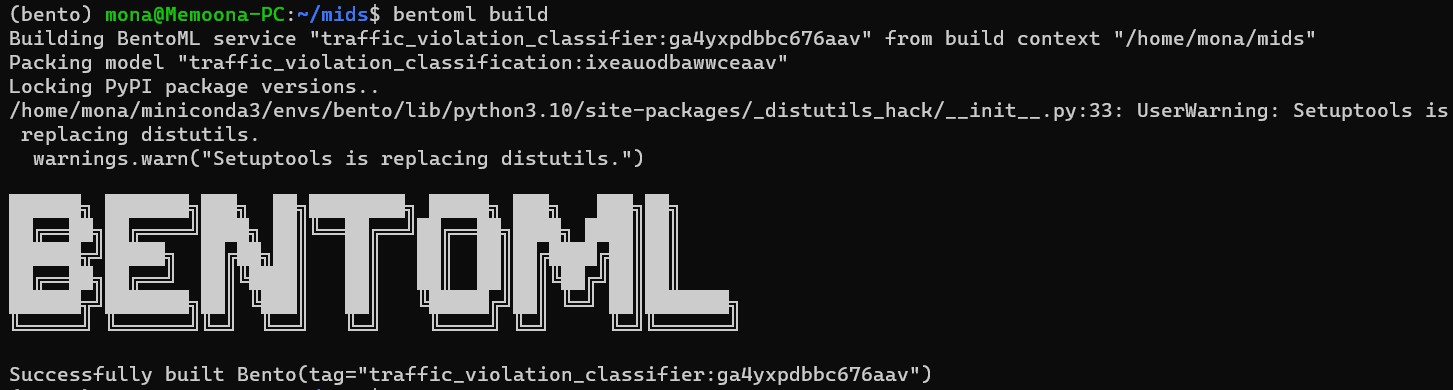 (bento) mona@Memoona-PC:~/mids$ bentoml build
Building BentoML service "traffic_violation_classifier:ga4yxpdbbc676aav" from build context "/home/mona/mids"
Packing model "traffic_violation_classification:ixeauodbawwceaav"
Locking PyPI package versions..
/home/mona/miniconda3/envs/bento/lib/python3.10/site-packages/_distutils_hack/__init__.py:33: UserWarning: Setuptools is
replacing distutils.
warnings.warn("Setuptools is replacing distutils.")
BENTOML
Successfully built Bento(tag="traffic_violation_classifier:ga4yxpdbbc676aav")